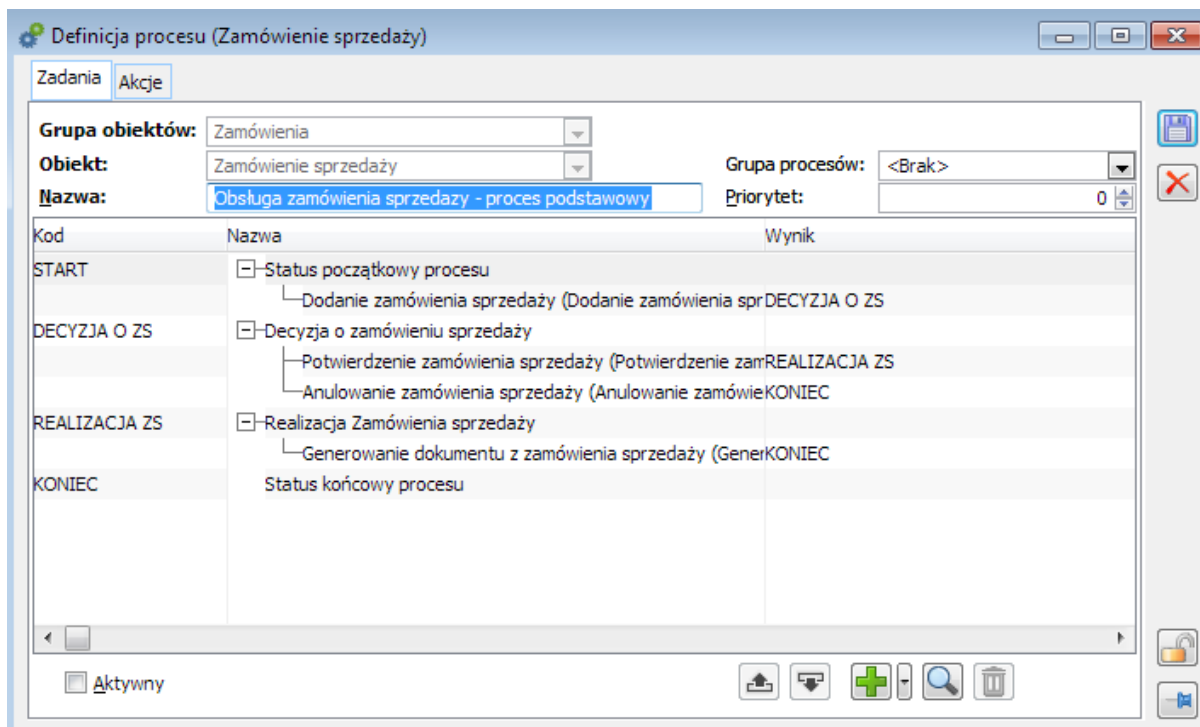 Definicja procesu (Zamówienie sprzedaży)
Zadania Akcje
Grupa obiektów: Zamówienia
Obiekt: Zamówienie sprzedaży Grupa procesów: <Brak>
Nazwa: Obsługa zamówienia sprzedazy - proces podstawowy Priorytet: 0
Kod Nazwa Wynik
START Status początkowy procesu
Dodanie zamówienia sprzedaży (Dodanie zamówienia spr DECYZJA O ZS
DECYZJA O ZS Decyzja o zamówieniu sprzedaży
Potwierdzenie zamówienia sprzedaży (Potwierdzenie zam REALIZACJA ZS
Anulowanie zamówienia sprzedaży (Anulowanie zamówie KONIEC
REALIZACJA ZS Realizacja Zamówienia sprzedaży
Generowanie dokumentu z zamówienia sprzedaży (Gener KONIEC
KONIEC Status końcowy procesu
Aktywny